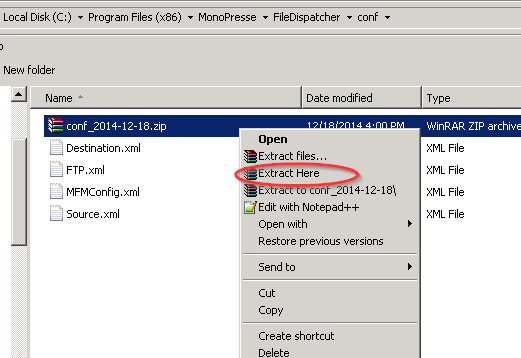 Local Disk (C:) Program Files (x86) MonoPresse FileDispatcher conf
New folder
Name Date modified Type
conf_2014-12-18.zip 12/18/2014 4:00 PM WinRAR ZIP archive
Destination.xml XML File
FTP.xml XML File
MFMConfig.xml XML File
Source.xml XML File
Open
Extract files...
Extract Here
Extract to conf_2014-12-18\
Edit with Notepad++
Open with
Restore previous versions
Send to
Cut
Copy
Create shortcut
Delete